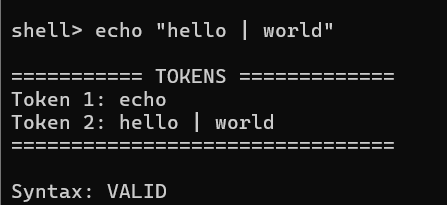 shell> echo "hello | world"
=========== TOKENS =============
Token 1: echo
Token 2: hello | world
================================
Syntax: VALID